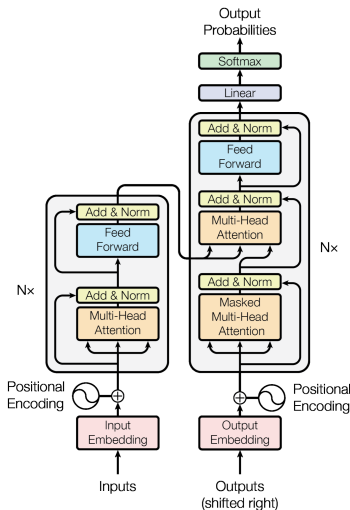 Output
Probabilities
Softmax
Linear
Add & Norm
Feed
Forward
Add & Norm
Multi-Head
Attention
Nx
Add & Norm
Masked
Multi-Head
Attention
Add & Norm
Feed
Forward
Nx
Add & Norm
Multi-Head
Attention
Positional
Encoding
Positional
Encoding
Input
Embedding
Output
Embedding
Inputs
Outputs
(shifted right)